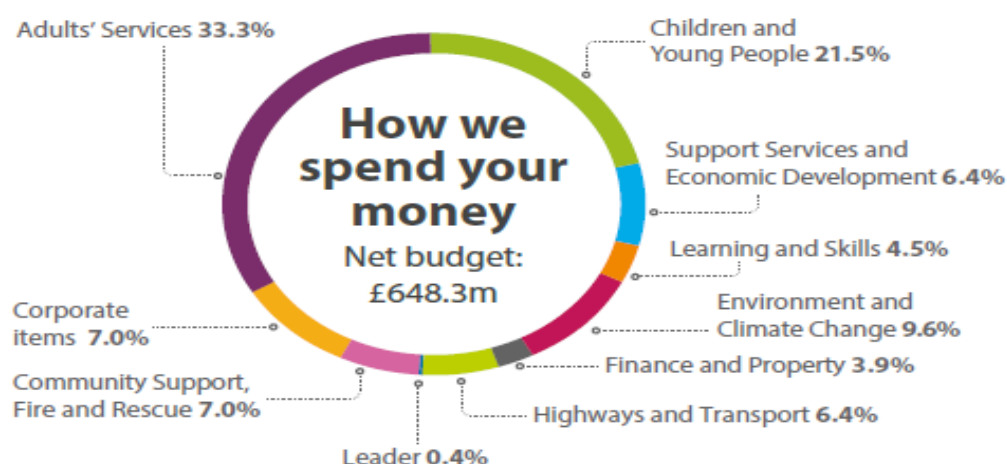 Adults’ Services 33.3%
Children and
Young People 21.5%
How we
spend your
money
Net budget:
£648.3m
Support Services and
Economic Development 6.4%
Learning and Skills 4.5%
Environment and
Climate Change 9.6%
Finance and Property 3.9%
Highways and Transport 6.4%
Leader 0.4%
Community Support,
Fire and Rescue 7.0%
Corporate
items 7.0%